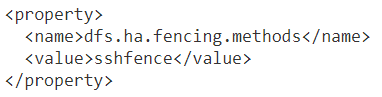 <property>
  <name>dfs.ha.fencing.methods</name>
  <value>sshfence</value>
</property>